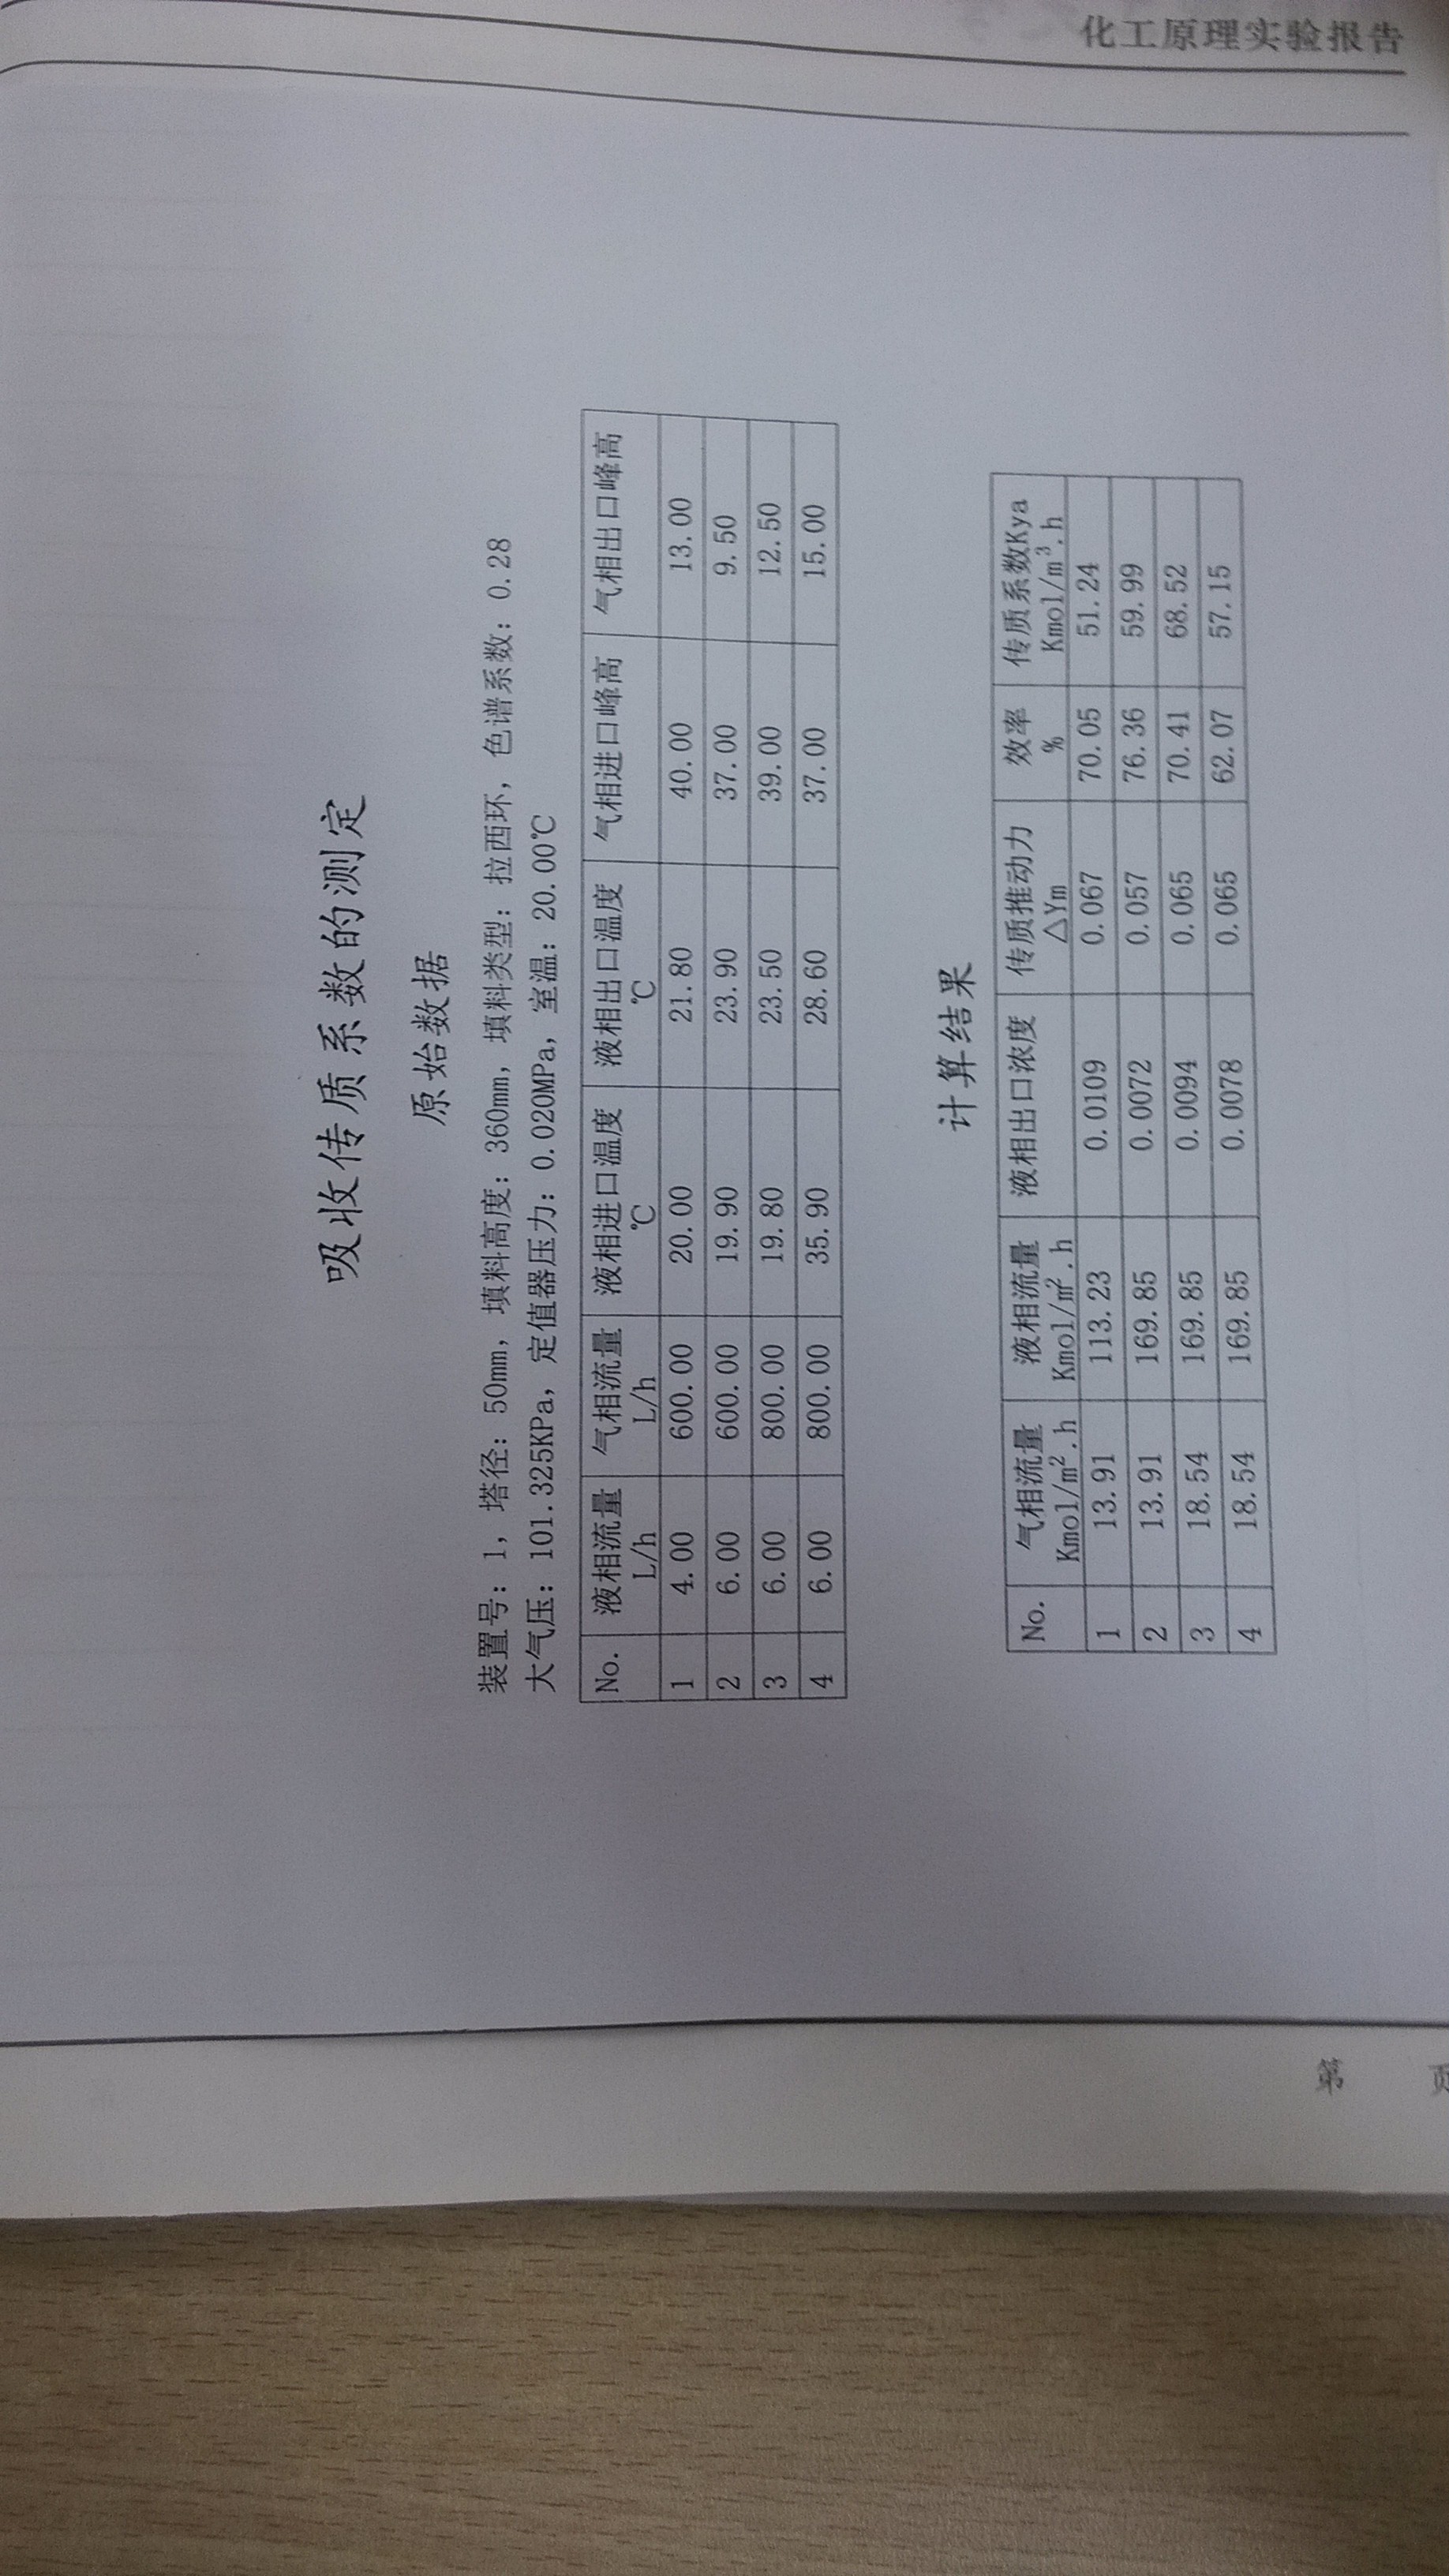 化工原理实验报告
吸收传质系数的测定
原始数据
装置号: 1, 塔径: 50mm, 填料高度: 360mm, 填料类型: 拉西环, 色谱系数: 0.28
大气压: 101.325KPa, 定值器压力: 0.020MPa, 室温: 20.00℃
No. 液相流量 L/h 气相流量 L/h 液相进口温度 ℃ 液相出口温度 ℃ 气相进口峰高 气相出口峰高
1 4.00 600.00 20.00 21.80 40.00 13.00
2 6.00 600.00 19.90 23.90 37.00 9.50
3 6.00 800.00 19.80 23.50 39.00 12.50
4 6.00 800.00 35.90 28.60 37.00 15.00
计算结果
No. 气相流量 Kmol/m².h 液相流量 Kmol/m².h 液相出口浓度 传质推动力 △Ym 效率 % 传质系数Kya Kmol/m³.h
1 13.91 113.23 0.0109 0.067 70.05 51.24
2 13.91 169.85 0.0072 0.057 76.36 59.99
3 18.54 169.85 0.0094 0.065 70.41 68.52
4 18.54 169.85 0.0078 0.065 62.07 57.15
第 页